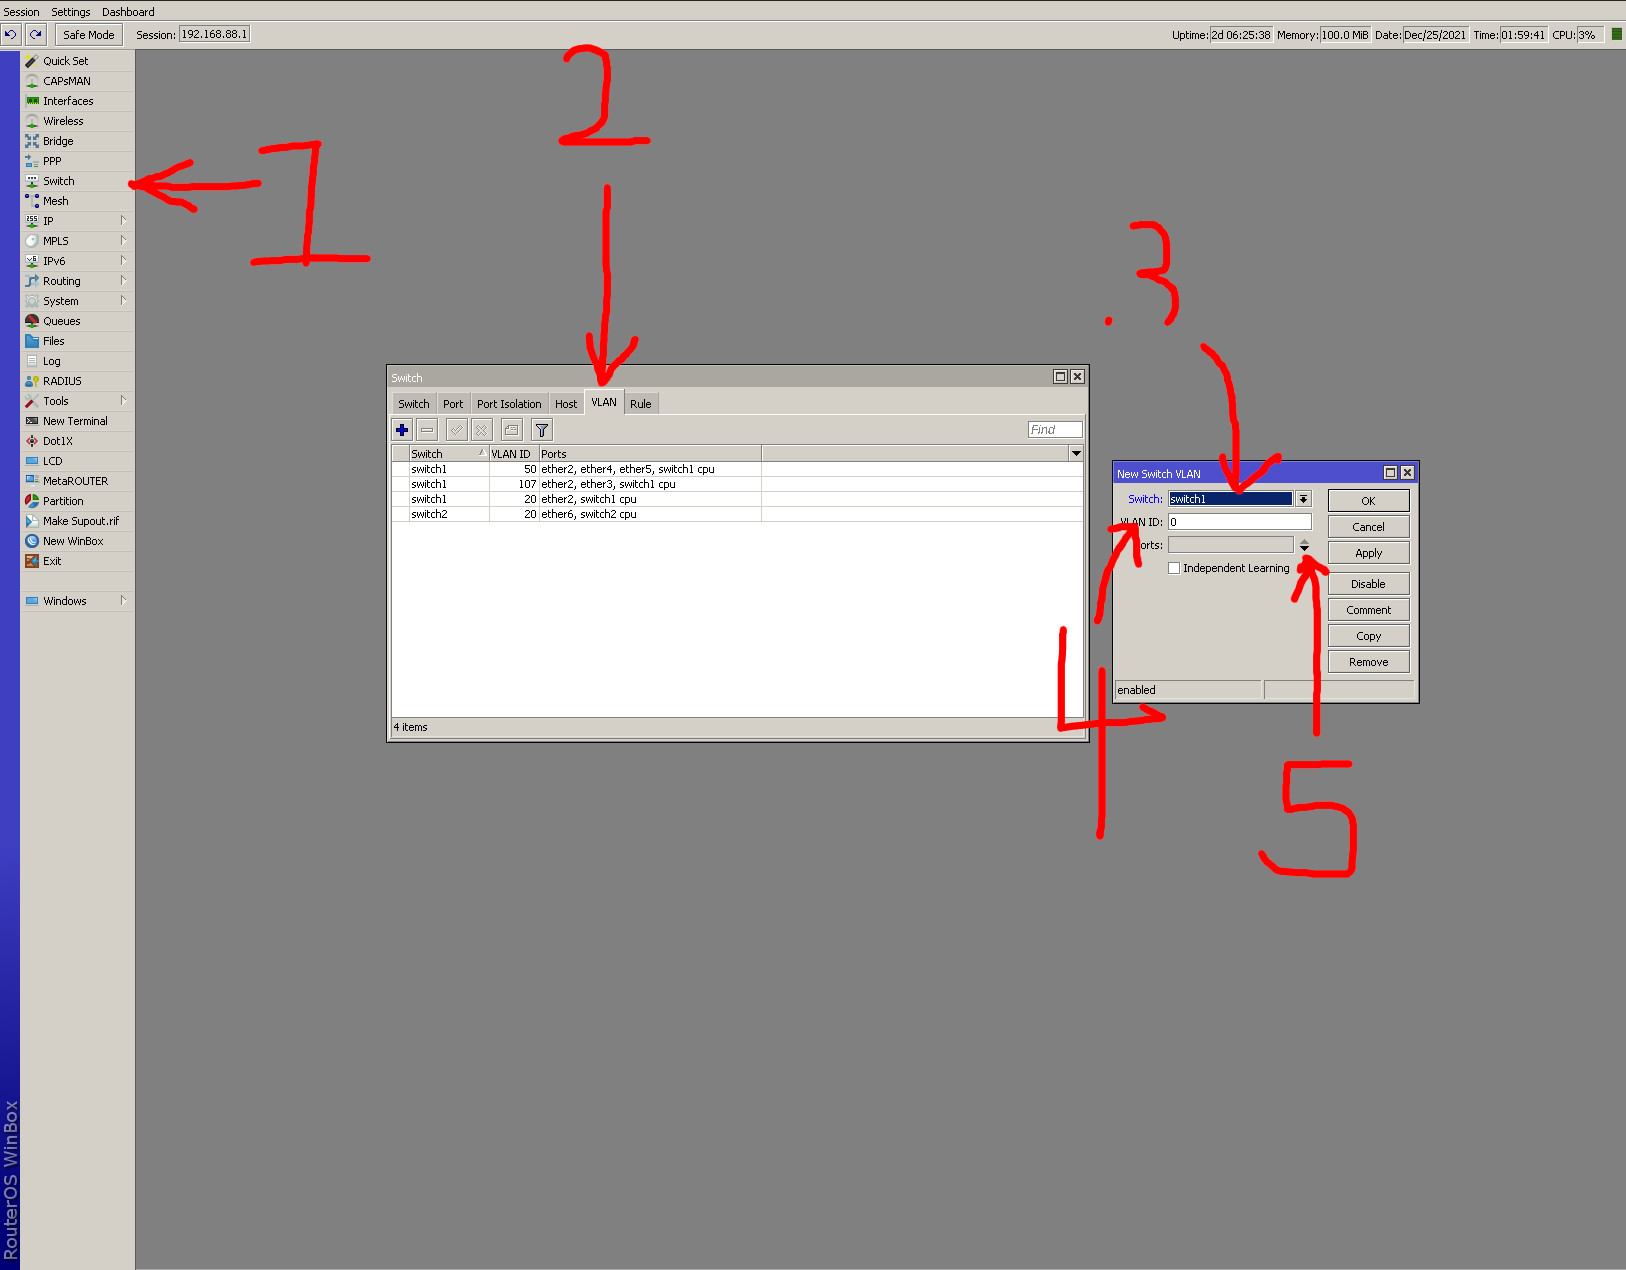 Session Settings Dashboard
Safe Mode Session: 192.168.88.1 Uptime: 2d 06:25:38 Memory: 100.0 MiB Date: Dec/25/2021 Time: 01:59:41 CPU: 3%
Quick Set
CAPsMAN
Interfaces
Wireless
Bridge
PPP
Switch
Mesh
IP
MPLS
IPv6
Routing
System
Queues
Files
Log
RADIUS
Tools
New Terminal
Dot1X
LCD
MetaROUTER
Partition
Make Supout.rif
New WinBox
Exit
Windows
RouterOS WinBox
1
2
.3
4
5
Switch
Switch Port Port Isolation Host VLAN Rule
Find
Switch VLAN ID Ports
switch1 50 ether2, ether4, ether5, switch1 cpu
switch1 107 ether2, ether3, switch1 cpu
switch1 20 ether2, switch1 cpu
switch2 20 ether6, switch2 cpu
4 items
New Switch VLAN
Switch: switch1
VLAN ID: 0
orts:
Independent Learning
OK
Cancel
Apply
Disable
Comment
Copy
Remove
enabled